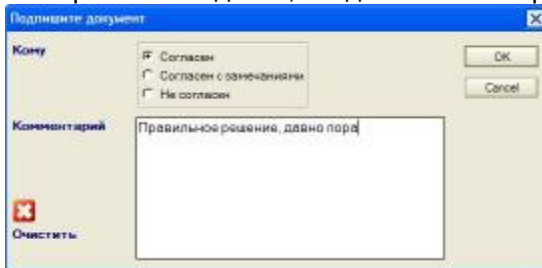 Подпишите документ
Кому
Согласен
Согласен с замечаниями
Не согласен
OK
Cancel
Комментарий
Правильное решение, давно пора
Очистить